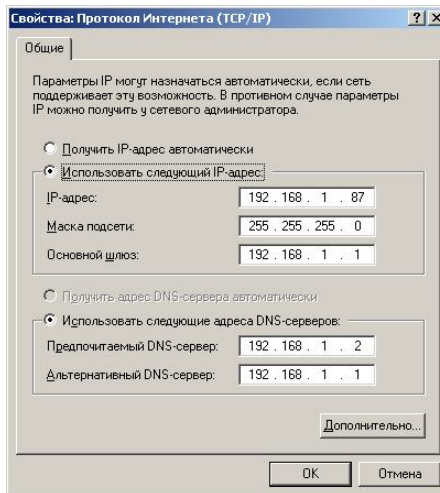 Свойства: Протокол Интернета (TCP/IP)
Общие
Параметры IP могут назначаться автоматически, если сеть
поддерживает эту возможность. В противном случае параметры
IP можно получить у сетевого администратора.
Получить IP-адрес автоматически
Использовать следующий IP-адрес:
IP-адрес: 192 . 168 . 1 . 87
Маска подсети: 255 . 255 . 255 . 0
Основной шлюз: 192 . 168 . 1 . 1
Получить адрес DNS-сервера автоматически
Использовать следующие адреса DNS-серверов:
Предпочитаемый DNS-сервер: 192 . 168 . 1 . 2
Альтернативный DNS-сервер: 192 . 168 . 1 . 1
Дополнительно...
OK Отмена